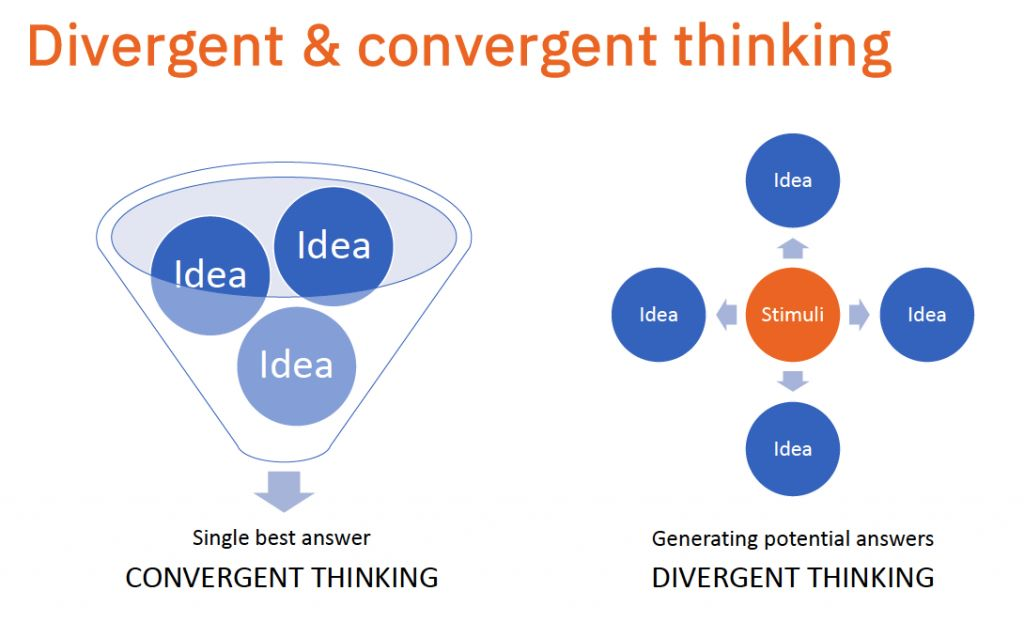 Divergent & convergent thinking
Idea
Idea
Idea
Single best answer
CONVERGENT THINKING
Idea
Idea
Stimuli
Idea
Idea
Generating potential answers
DIVERGENT THINKING